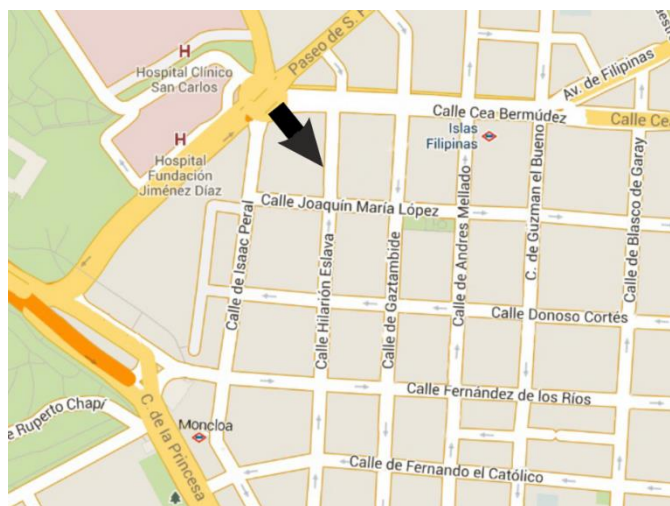 H
Hospital Clínico
San Carlos
Paseo de S.
Av. de Filipinas
Calle Cea Bermúdez
Calle Ce
Islas
Filipinas
H
Hospital
Fundación
Jiménez Díaz
Calle Joaquín María López
Calle de Isaac Peral
Calle Hilarión Eslava
Calle de Gaztambide
Calle de Andres Mellado
C. de Guzman el Bueno
Calle de Blasco de Garay
Calle Donoso Cortés
Calle Fernández de los Ríos
e Ruperto Chapí
C. de la Princesa
Moncloa
Calle de Fernando el Católico